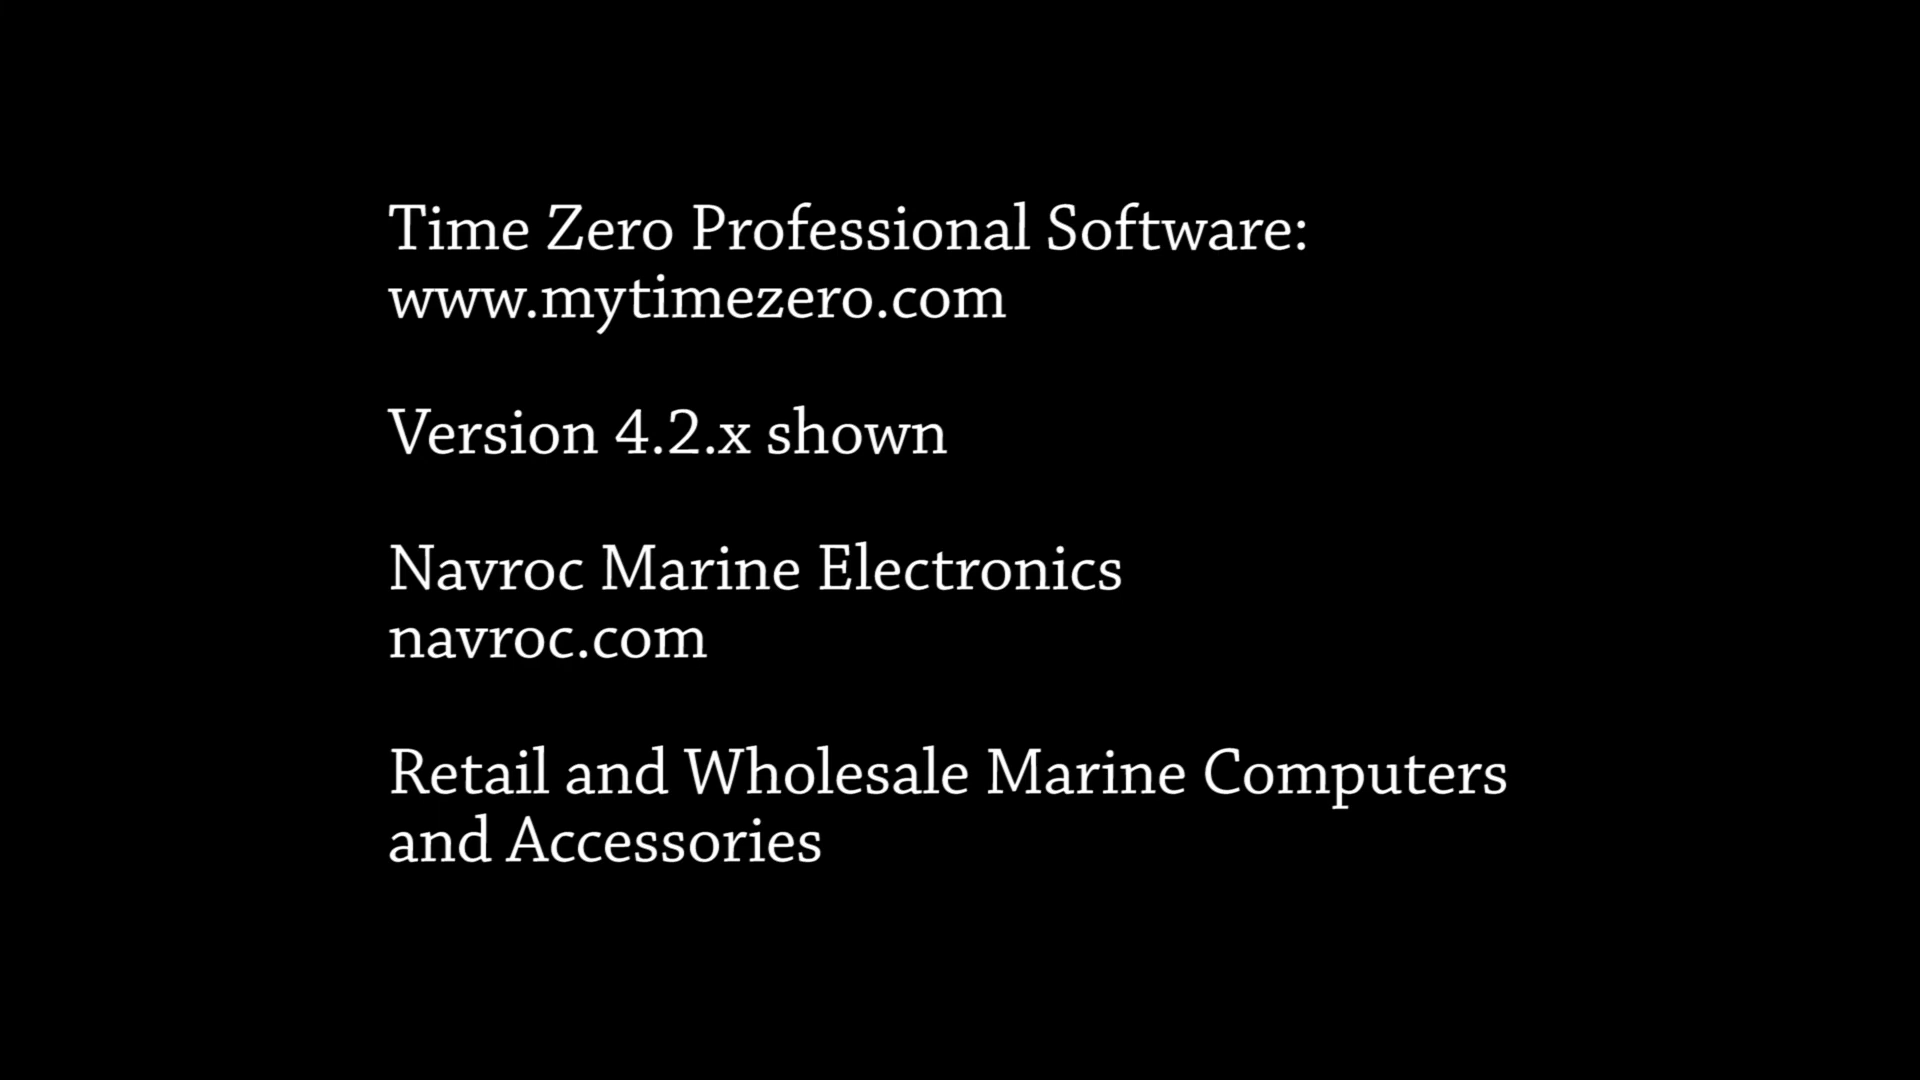 Time Zero Professional Software:
www.mytimezero.com
Version 4.2.x shown
Navroc Marine Electronics
navroc.com
Retail and Wholesale Marine Computers
and Accessories